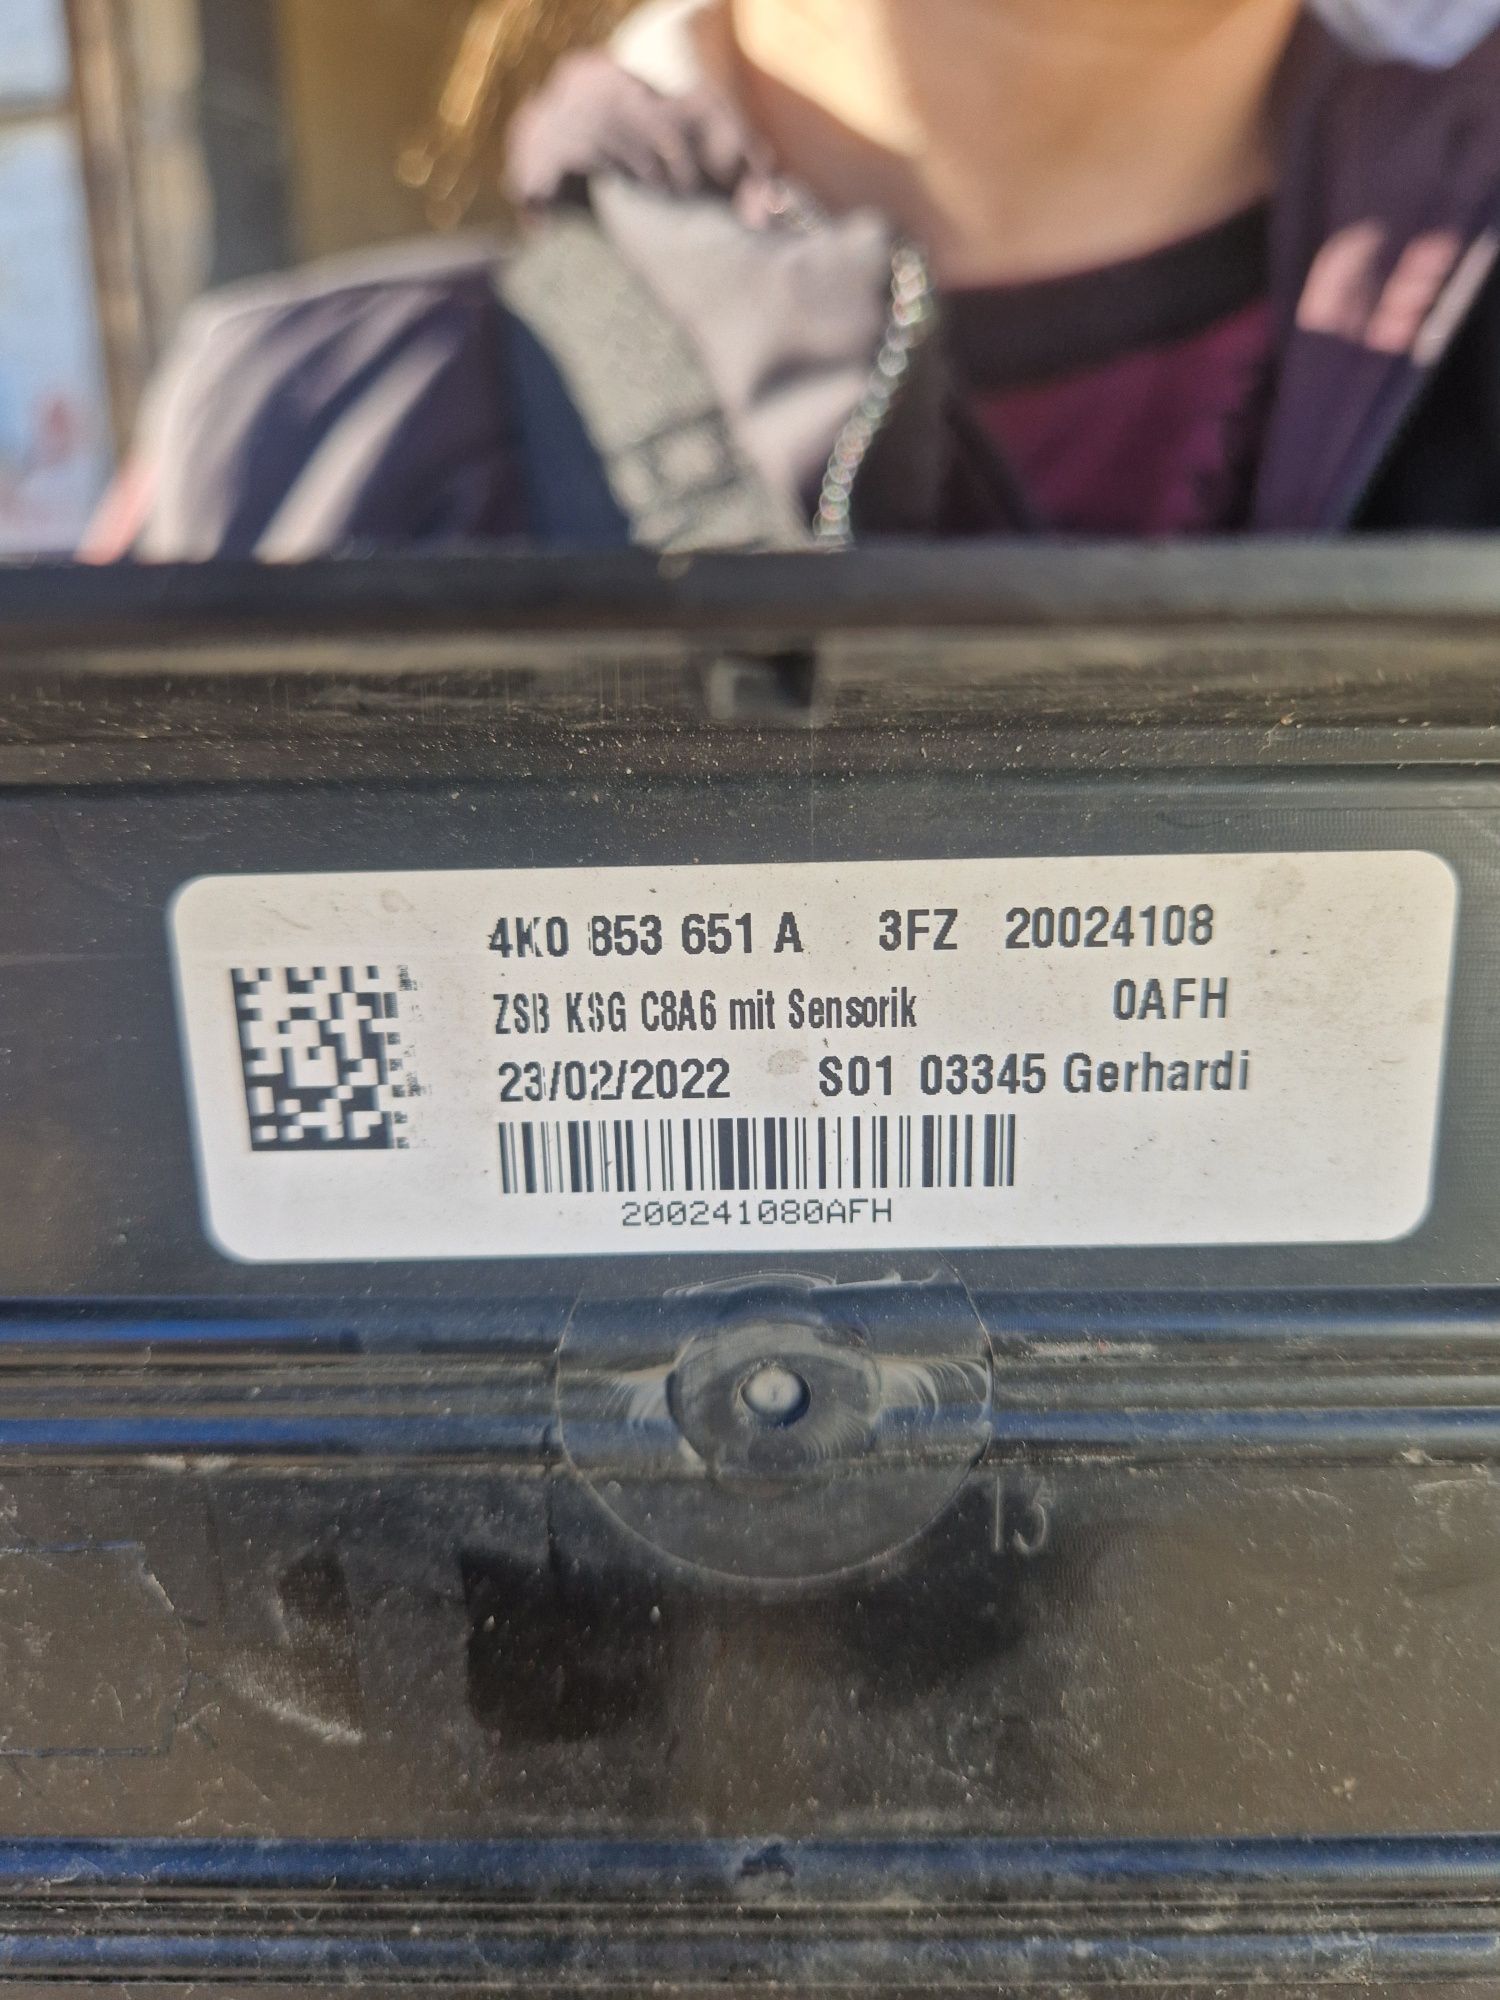 4K0 853 651 A 3FZ 20024108
ZSB KSG C8A6 mit Sensorik 0AFH
23/02/2022 S01 03345 Gerhardi
200241080AFH
13